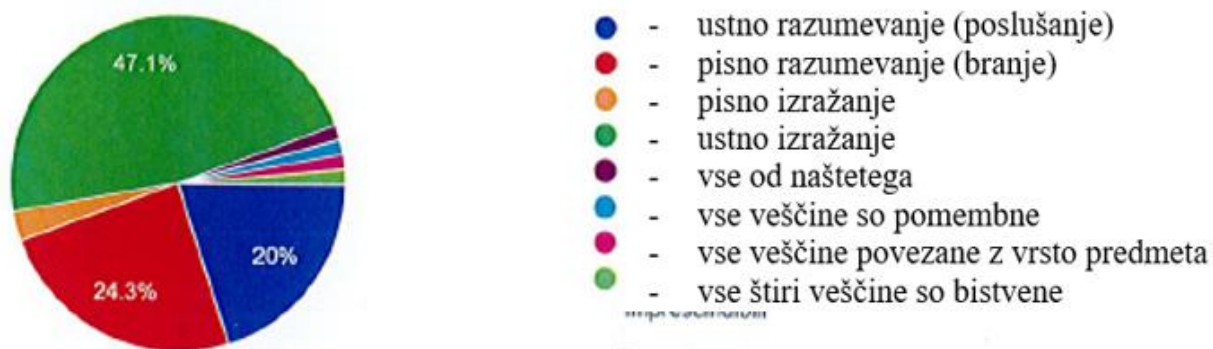 47.1%
20%
24.3%
- ustno razumevanje (poslušanje)
- pisno razumevanje (branje)
- pisno izražanje
- ustno izražanje
- vse od naštetega
- vse veščine so pomembne
- vse veščine povezane z vrsto predmeta
- vse štiri veščine so bistvene